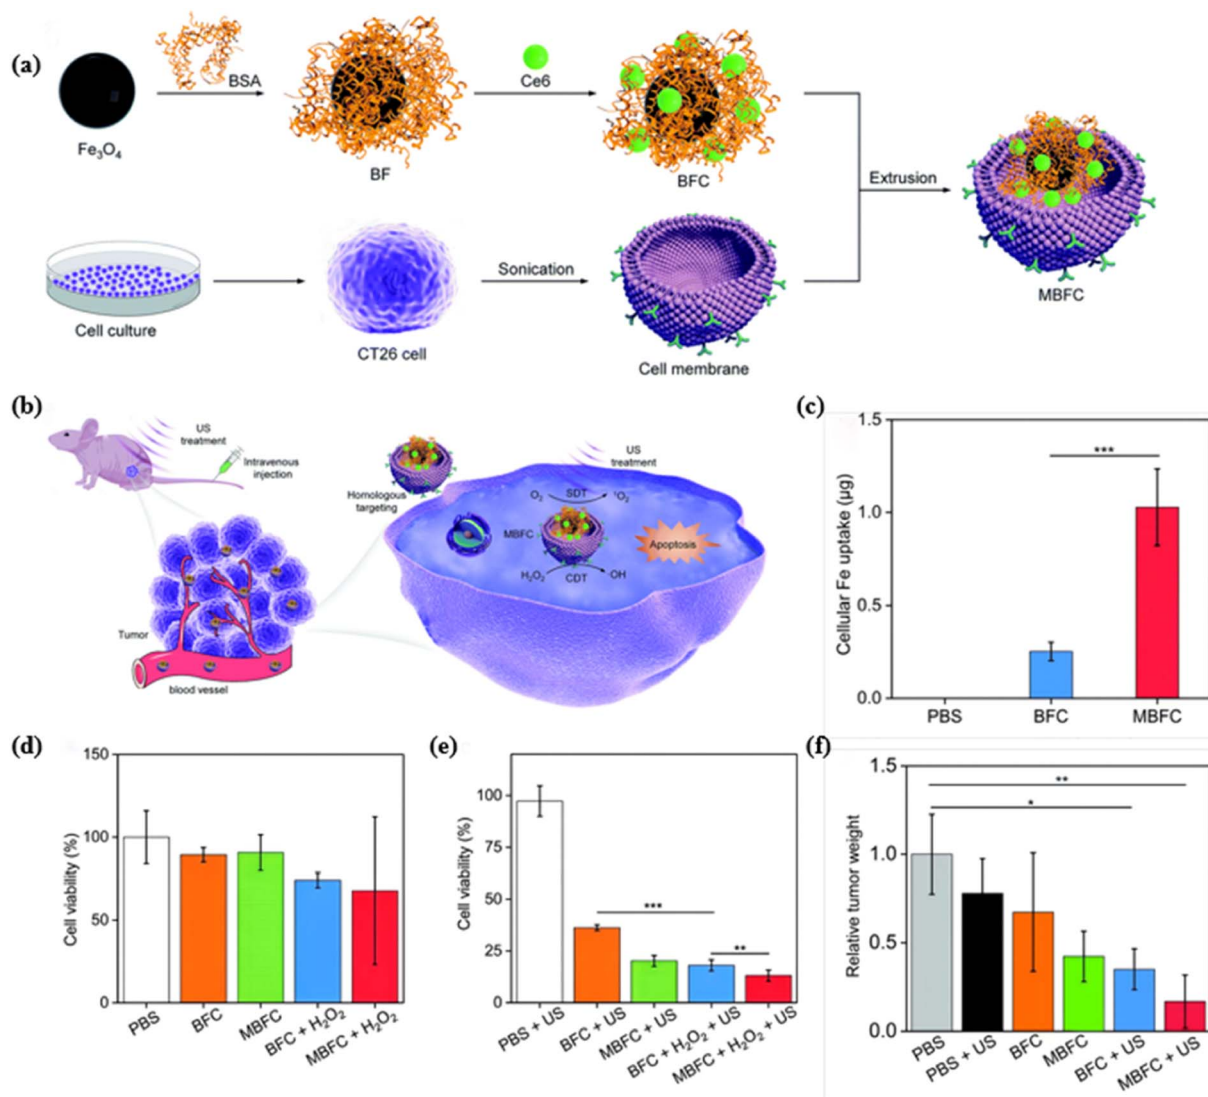 (a)
BSA
Ce6
Fe₃O₄
BF
BFC
Extrusion
MBFC
Sonication
Cell culture
CT26 cell
Cell membrane
(b)
US
treatment
Intravenous
injection
Homologous
targeting
US
treatment
O₂ SDT ¹O₂
MBFC
Apoptosis
H₂O₂ CDT OH
Tumor
blood vessel
(c)
Cellular Fe uptake (μg)
1.5
1.0
0.5
0.0
***
PBS BFC MBFC
(d)
Cell viability (%)
150
100
50
0
PBS
BFC
MBFC
BFC + H₂O₂
MBFC + H₂O₂
(e)
Cell viability (%)
100
50
25
0
***
**
PBS + US
BFC + US
MBFC + US
BFC + H₂O₂ + US
MBFC + H₂O₂ + US
(f)
Relative tumor weight
1.5
1.0
0.5
0.0
**
*
PBS
PBS + US
BFC
MBFC
BFC + US
MBFC + US